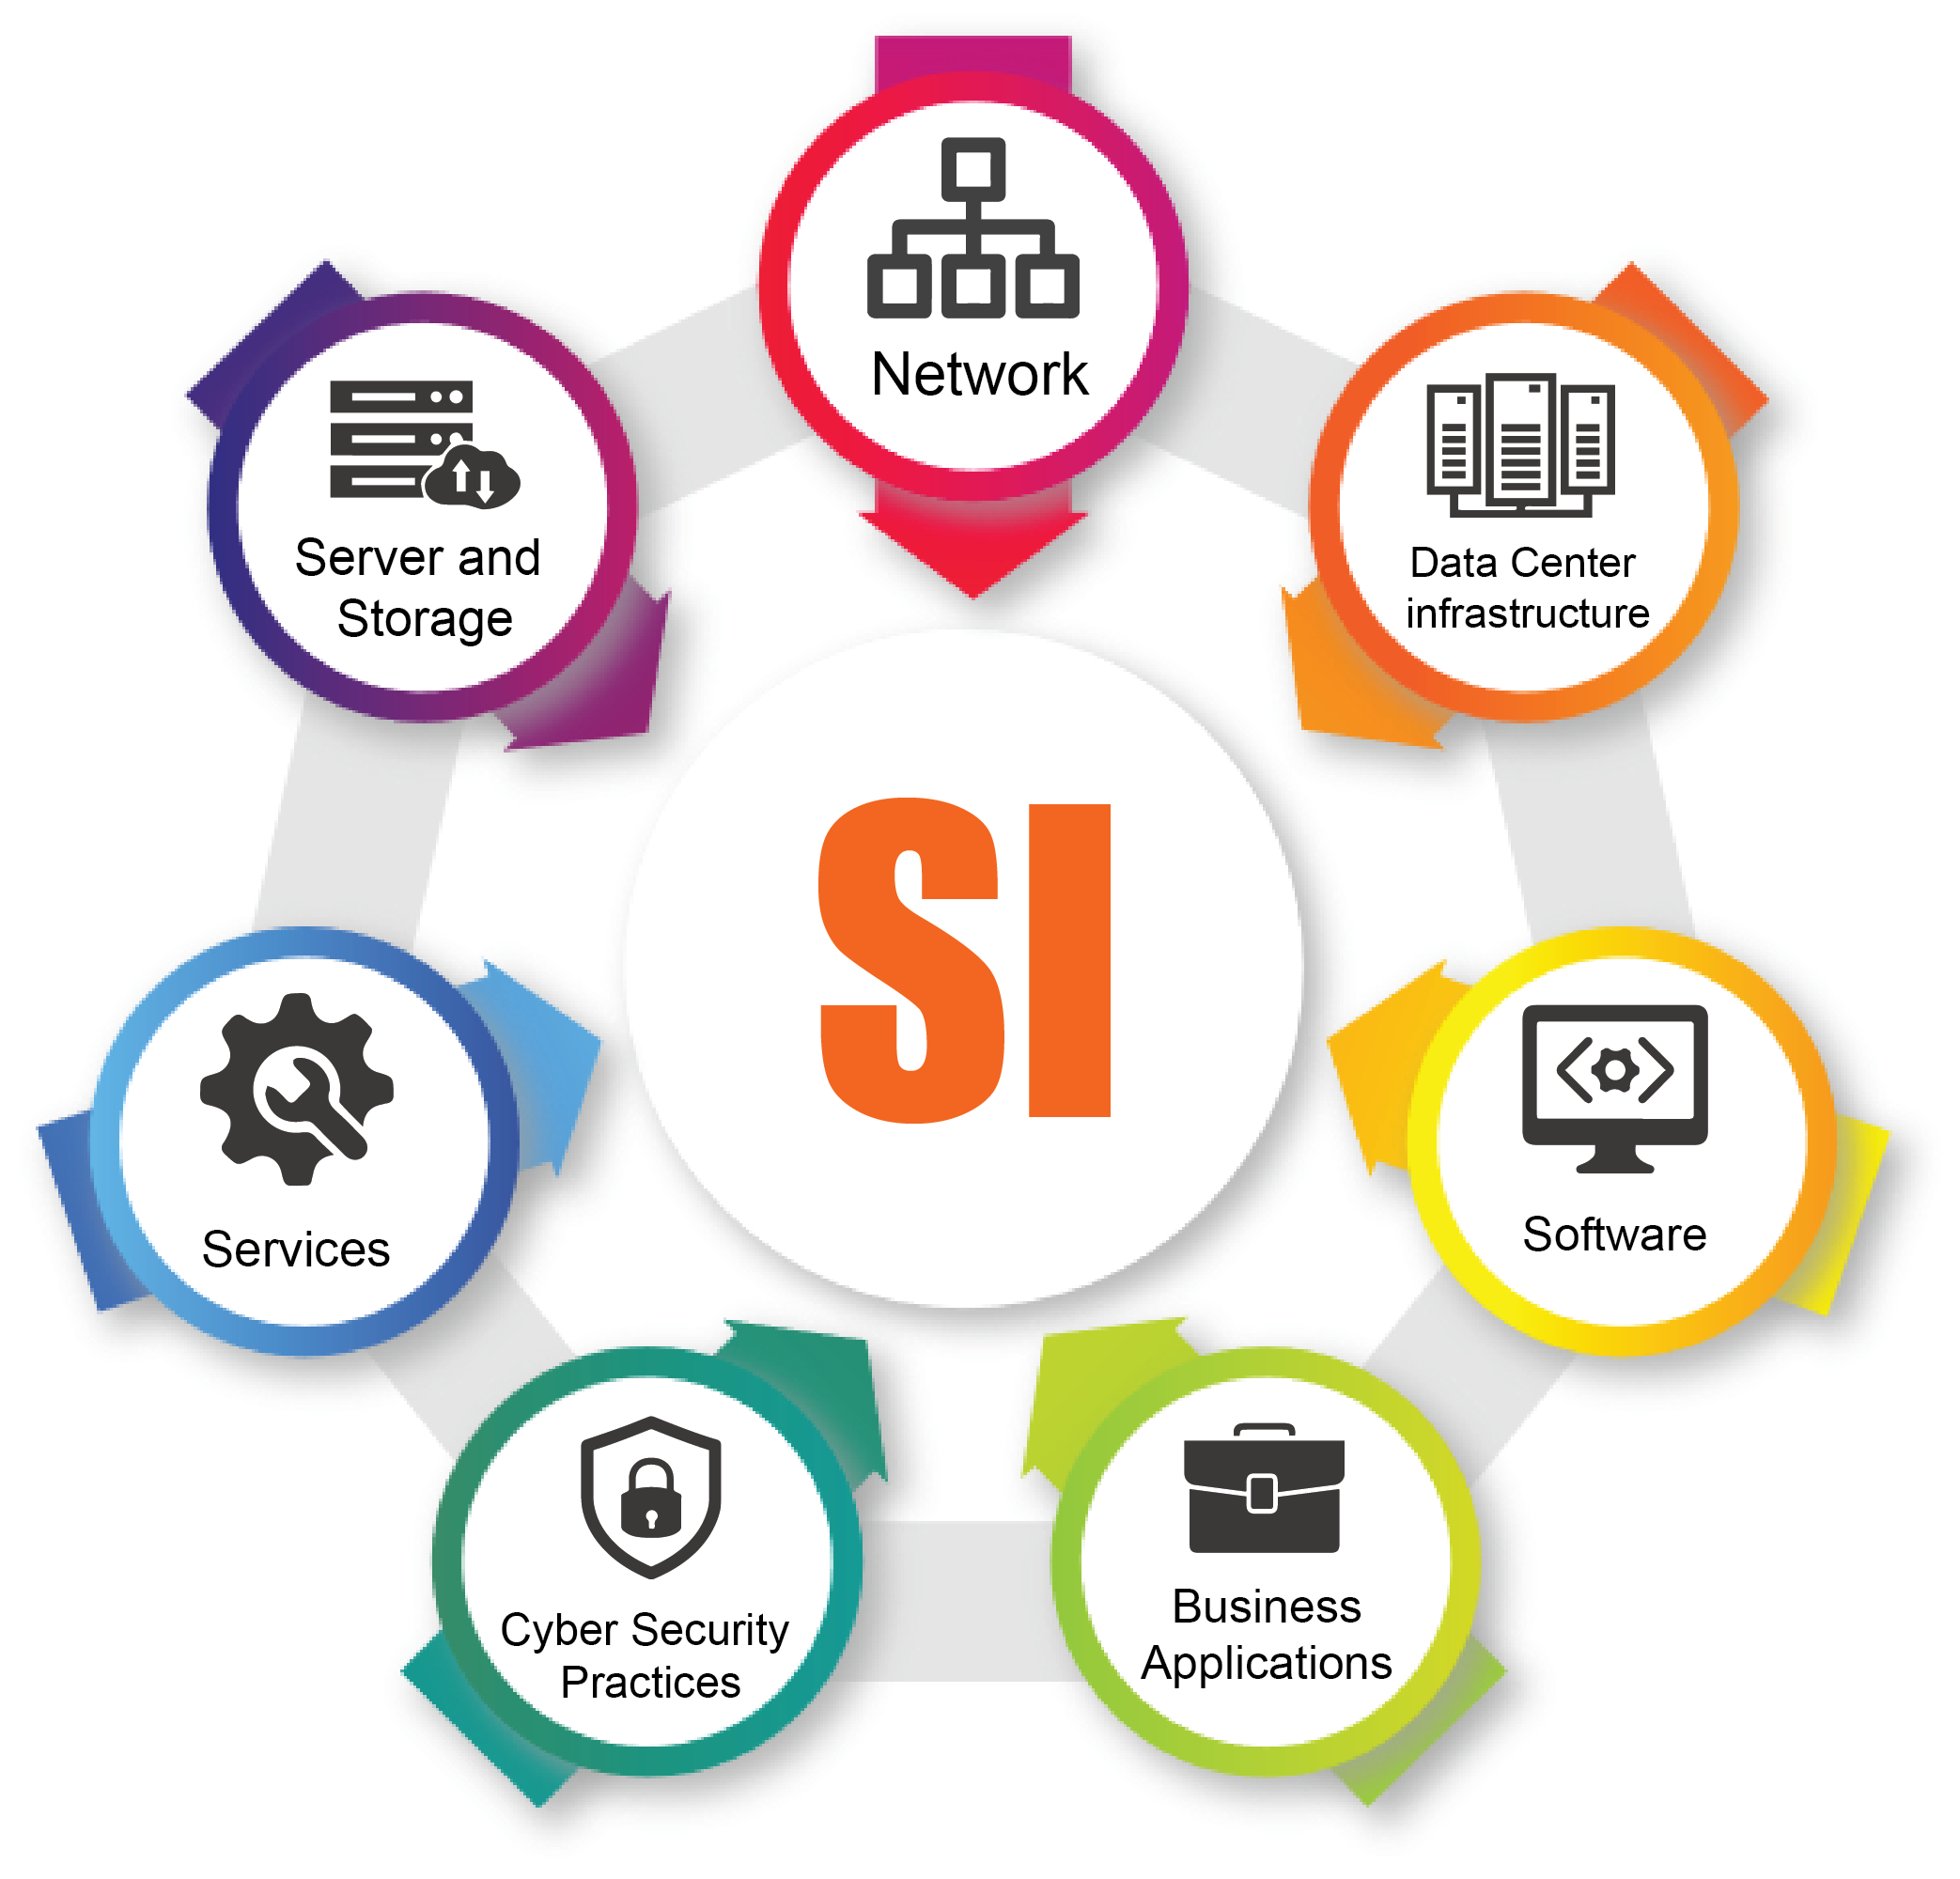 Network
Server and
Storage
Data Center
infrastructure
SI
Services
Software
Cyber Security
Practices
Business
Applications